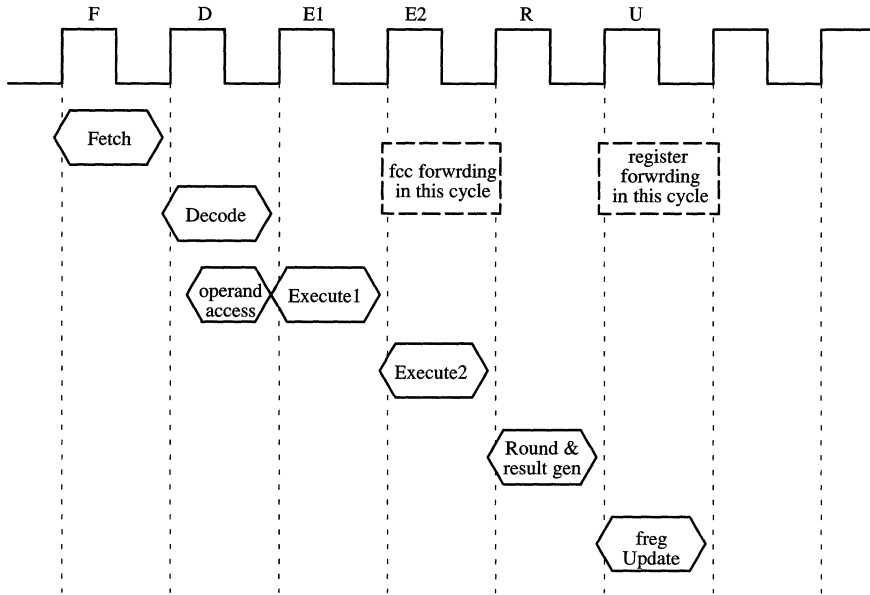 F D E1 E2 R U
Fetch
fcc forwrding
in this cycle
register
forwrding
in this cycle
Decode
operand
access
Execute1
Execute2
Round &
result gen
freg
Update